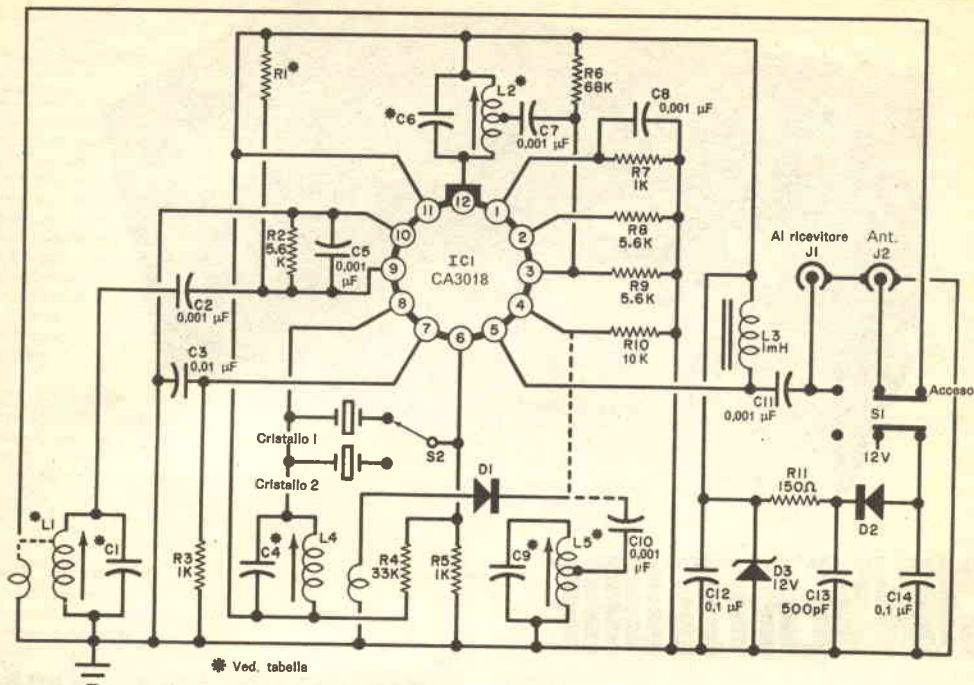 R1*
*C6
L2*
C7
0,001 µF
R6
68K
C8
0,001 µF
R7
1K
R2
5,6
K
C5
0,001
µF
12
11
1
10
2
9
3
8
4
7
5
6
IC1
CA3018
R8
5.6K
R9
5.6K
R10
10 K
Al ricevitore
J1
Ant.
J2
C2
0,001 µF
C3
0,01 µF
L3
1mH
C11
0,001 µF
Acceso
S1
12V
Cristallo 1
Cristallo 2
S2
D1
R11
150Ω
D2
*L1
*C1
R3
1K
C4*
L4
R4
33K
R5
1K
C9*
L5*
C10
0,001
µF
C12
0,1 µF
D3
12V
C13
500pF
C14
0,1 µF
* Ved. tabella